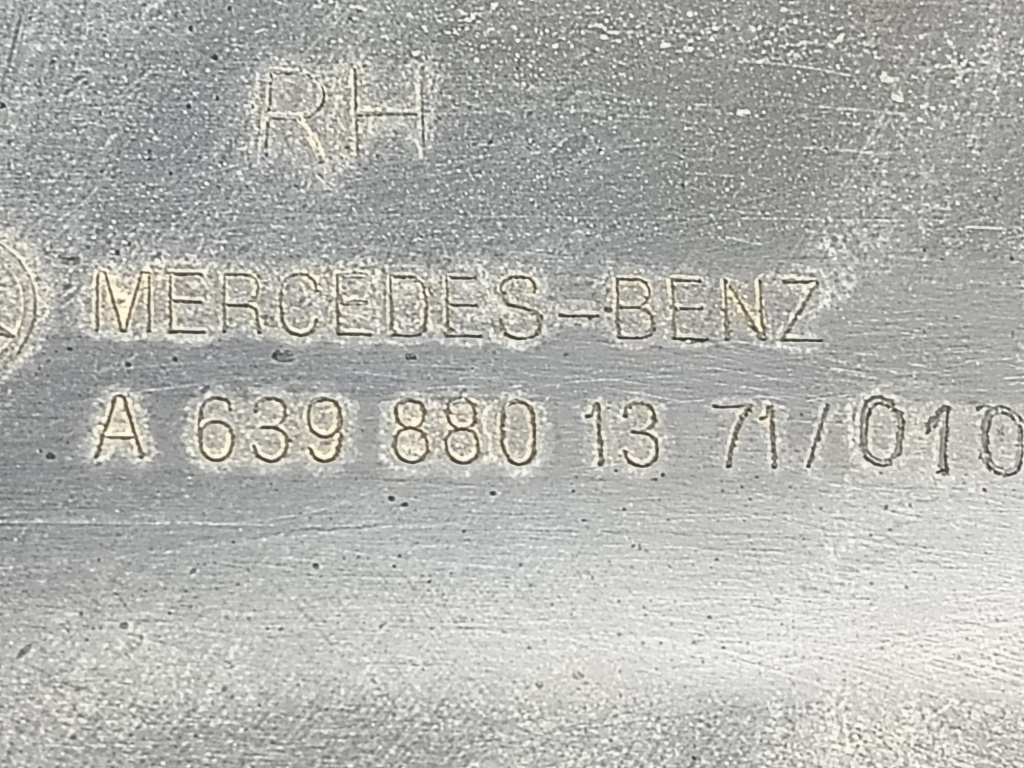 RH
MERCEDES-BENZ
A 639 880 13 71/010